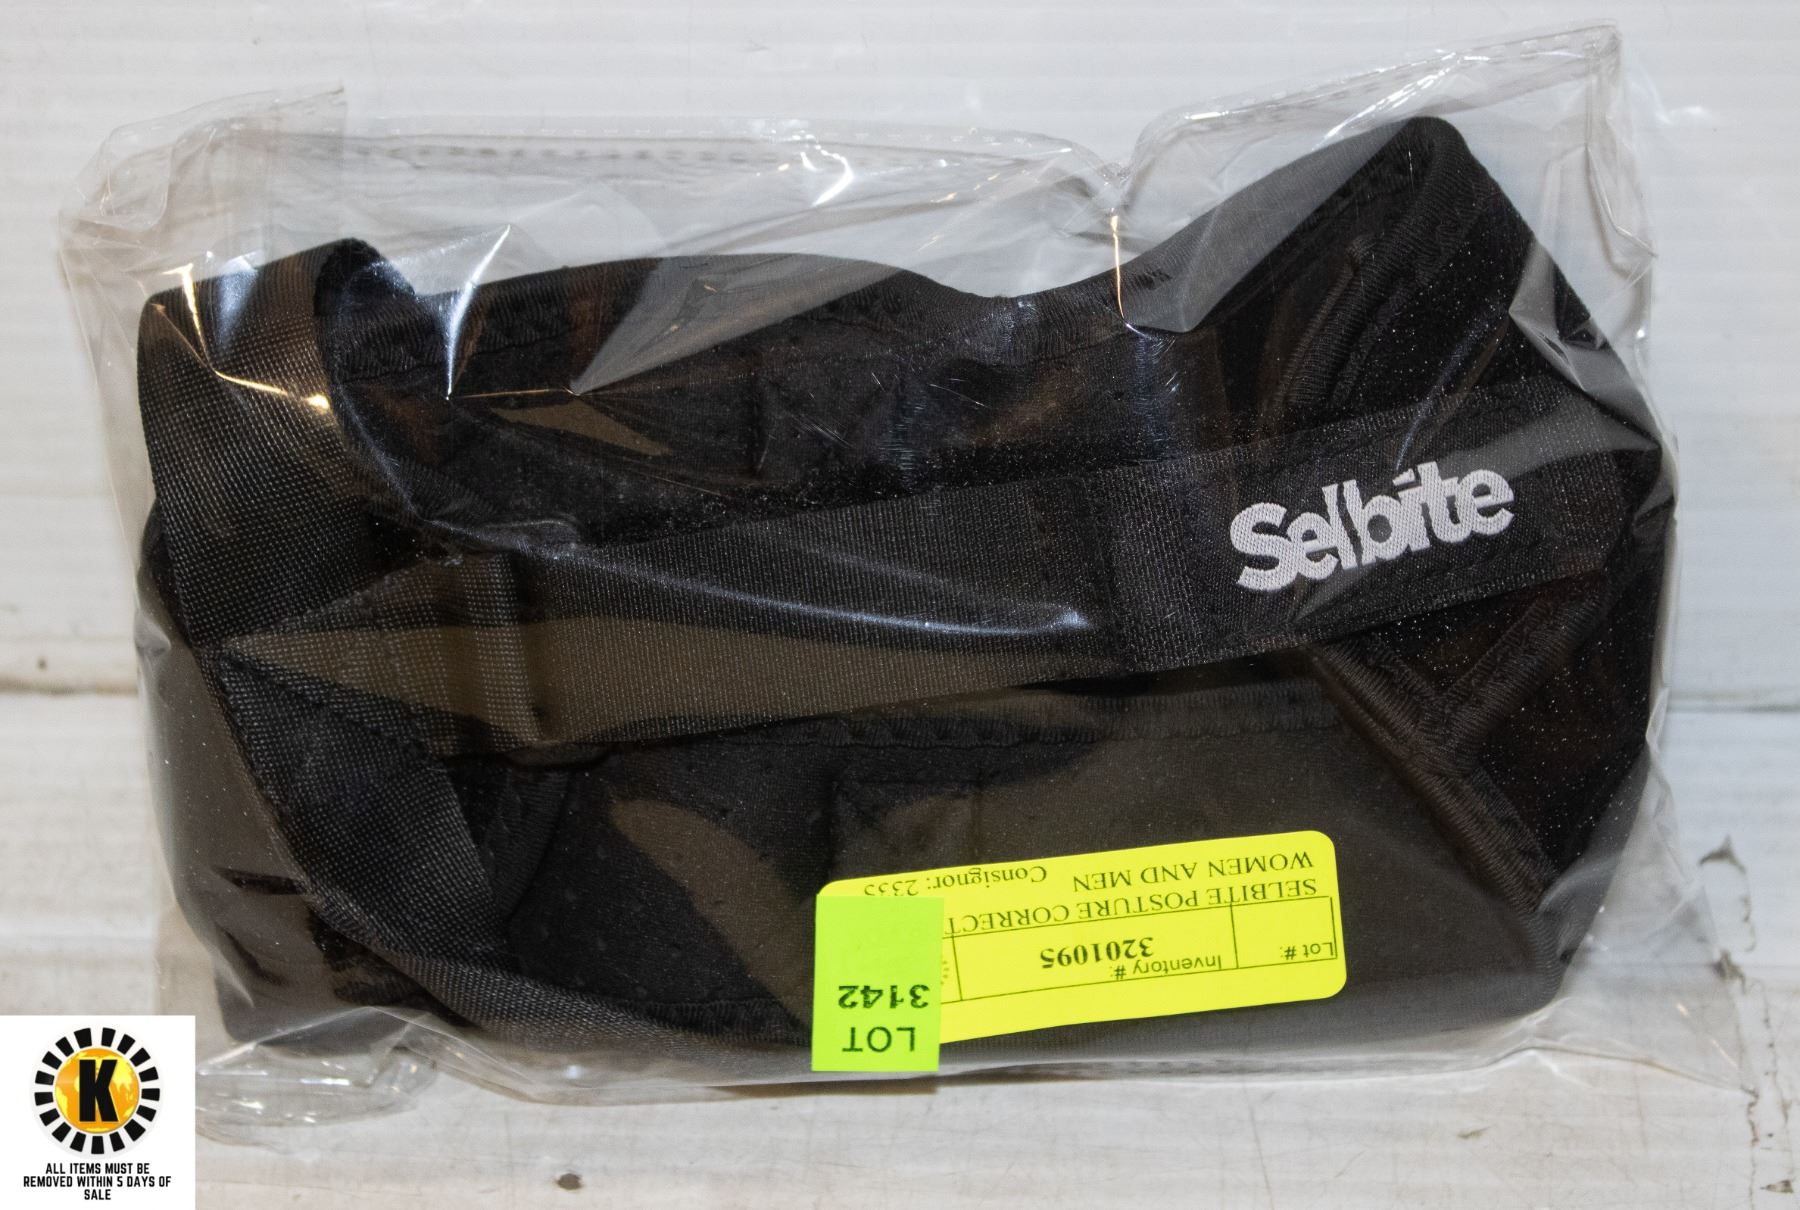 Selbite
Lot #:
Inventory #:
3201095
SELBITE POSTURE CORRECT
WOMEN AND MEN
Consignor: 2355
LOT
3142
K
ALL ITEMS MUST BE
REMOVED WITHIN 5 DAYS OF
SALE